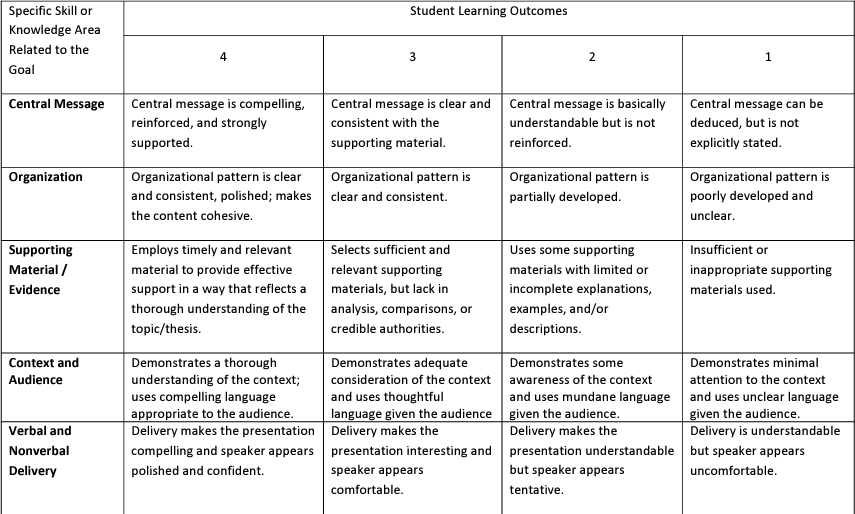 Specific Skill or
Knowledge Area
Related to the
Goal
Student Learning Outcomes
4
3
2
1
Central Message
Central message is compelling,
reinforced, and strongly
supported.
Central message is clear and
consistent with the
supporting material.
Central message is basically
understandable but is not
reinforced.
Central message can be
deduced, but is not
explicitly stated.
Organization
Organizational pattern is clear
and consistent, polished; makes
the content cohesive.
Organizational pattern is
clear and consistent.
Organizational pattern is
partially developed.
Organizational pattern is
poorly developed and
unclear.
Supporting
Material /
Evidence
Employs timely and relevant
material to provide effective
support in a way that reflects a
thorough understanding of the
topic/thesis.
Selects sufficient and
relevant supporting
materials, but lack in
analysis, comparisons, or
credible authorities.
Uses some supporting
materials with limited or
incomplete explanations,
examples, and/or
descriptions.
Insufficient or
inappropriate supporting
materials used.
Context and
Audience
Demonstrates a thorough
understanding of the context;
uses compelling language
appropriate to the audience.
Demonstrates adequate
consideration of the context
and uses thoughtful
language given the audience
Demonstrates some
awareness of the context
and uses mundane language
given the audience.
Demonstrates minimal
attention to the context
and uses unclear language
given the audience.
Verbal and
Nonverbal
Delivery
Delivery makes the presentation
compelling and speaker appears
polished and confident.
Delivery makes the
presentation interesting and
speaker appears
comfortable.
Delivery makes the
presentation understandable
but speaker appears
tentative.
Delivery is understandable
but speaker appears
uncomfortable.